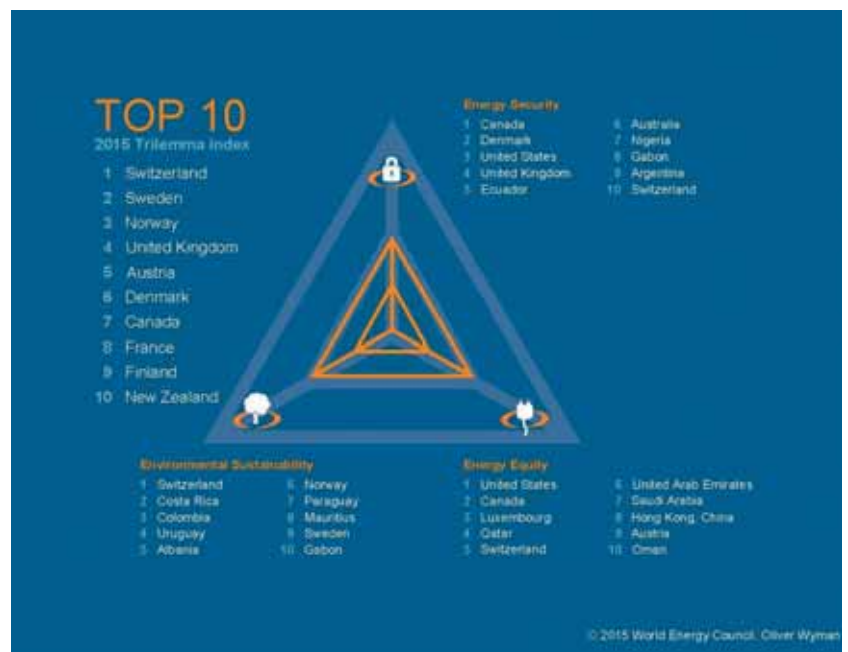 TOP 10
2015 Trilemma Index
1 Switzerland
2 Sweden
3 Norway
4 United Kingdom
5 Austria
6 Denmark
7 Canada
8 France
9 Finland
10 New Zealand
Energy Security
1 Canada
2 Denmark
3 United States
4 United Kingdom
5 Ecuador
6 Australia
7 Nigeria
8 Gabon
9 Argentina
10 Switzerland
Environmental Sustainability
1 Switzerland
2 Costa Rica
3 Colombia
4 Uruguay
5 Albania
6 Norway
7 Paraguay
8 Mauritius
9 Sweden
10 Gabon
Energy Equity
1 United States
2 Canada
3 Luxembourg
4 Qatar
5 Switzerland
6 United Arab Emirates
7 Saudi Arabia
8 Hong Kong, China
9 Austria
10 Oman
© 2015 World Energy Council, Oliver Wyman